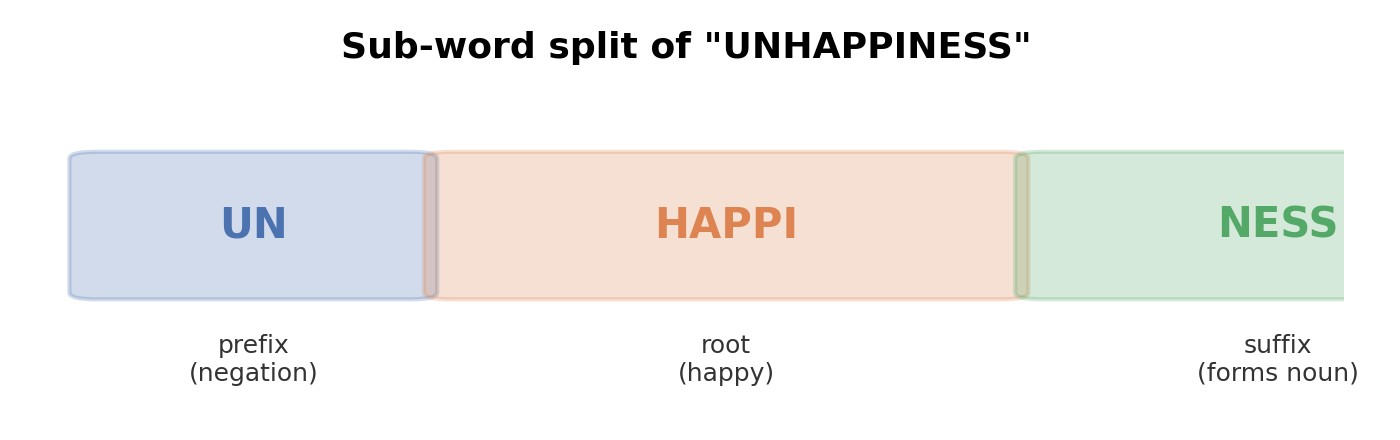 Sub-word split of "UNHAPPINESS"
UN HAPPI NESS
prefix root suffix
(negation) (happy) (forms noun)